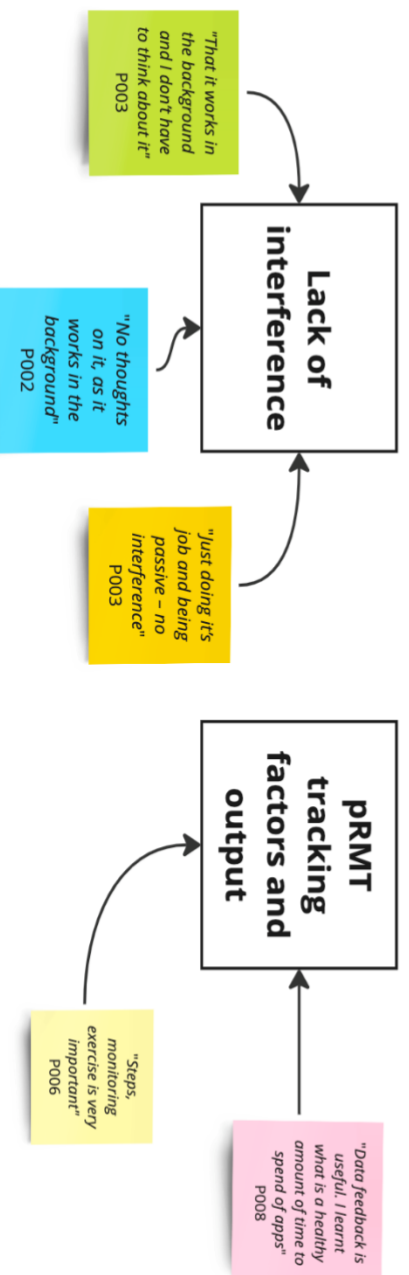 "That it works in
the background
and I don't have
to think about it"
P003
Lack of
interference
"No thoughts
on it, as it
works in the
background"
P002
"Just doing it's
job and being
passive – no
interference"
P003
pRMT
tracking
factors and
output
"Steps,
monitoring
exercise is very
important"
P006
"Data feedback is
useful. I learnt
what is a healthy
amount of time to
spend of apps"
P008